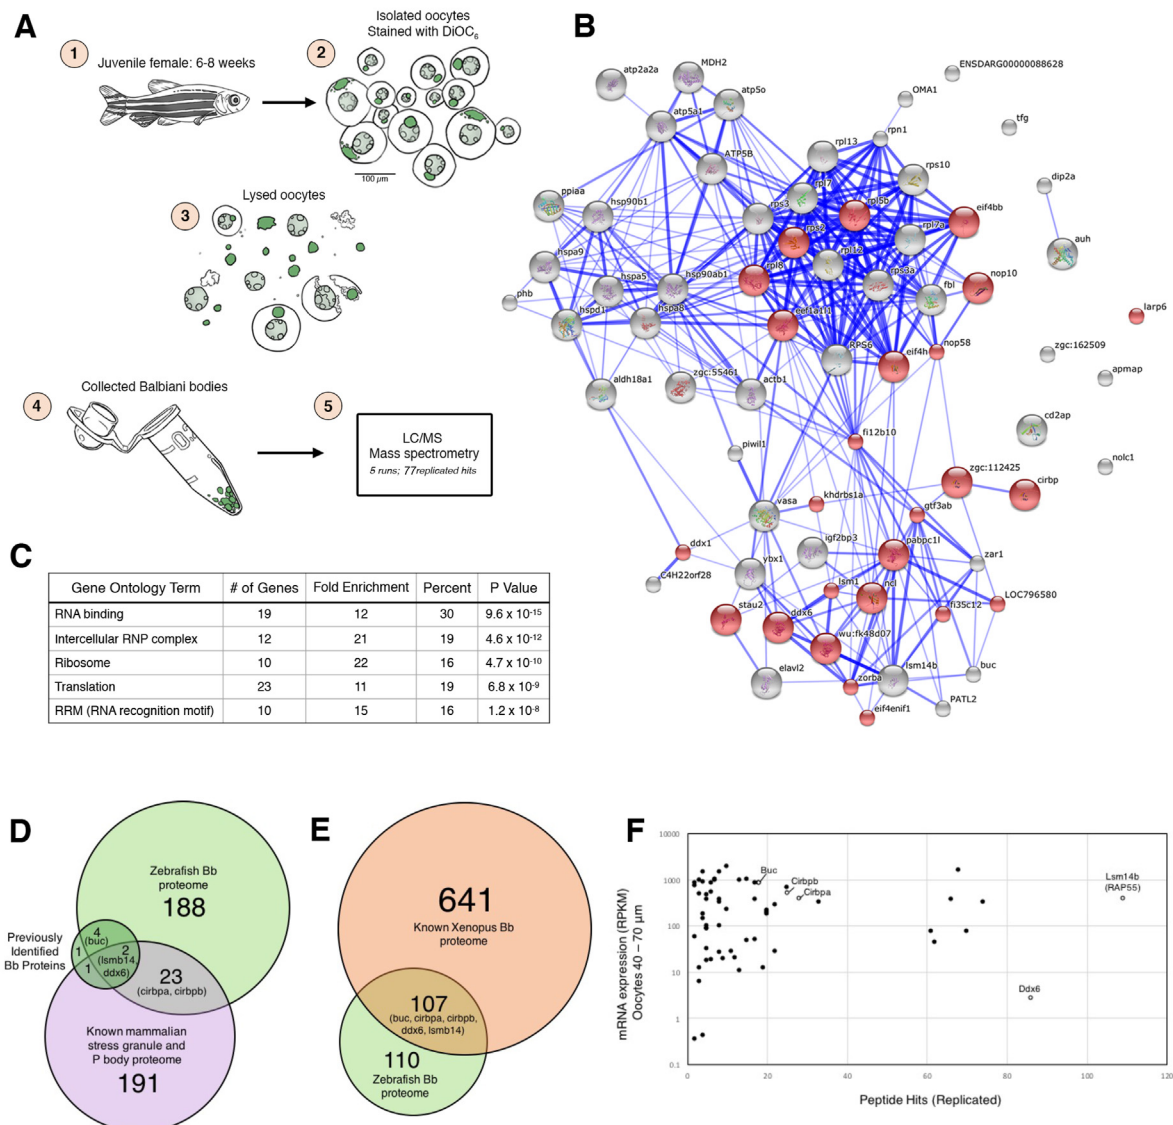 A
1
Juvenile female: 6-8 weeks
2
Isolated oocytes
Stained with DiOC6
100 µm
3
Lysed oocytes
4
Collected Balbiani bodies
5
LC/MS
Mass spectrometry
5 runs; 77replicated hits
B
atp2a2a
MDH2
atp5o
atp5a1
ATP5B
ENSDARG00000088628
OMA1
tfg
rpn1
rpl13
rps10
dip2a
ppiaa
hsp90b1
rps3
rpl7
rpl5b
eif4bb
rps2
rpl7a
auh
hspa9
hspa5
hsp90ab1
rpl12
rpl8
rps3a
fbl
nop10
phb
hspd1
hspa8
eef1a1l1
larp6
RPS6
eif4h
nop58
zgc:162509
aldh18a1
zgc:55461
actb1
apmap
cd2ap
piwil1
fi12b10
nolc1
zgc:112425
cirbp
vasa
khdrbs1a
gtf3ab
ddx1
igf2bp3
pabpc1l
zar1
C4H22orf28
ybx1
lsm1
ncl
LOC796580
stau2
ddx6
fi35c12
wu:fk48d07
elavl2
lsm14b
buc
zorba
PATL2
eif4enif1
C
Gene Ontology Term # of Genes Fold Enrichment Percent P Value
RNA binding 19 12 30 9.6 x 10-15
Intercellular RNP complex 12 21 19 4.6 x 10-12
Ribosome 10 22 16 4.7 x 10-10
Translation 23 11 19 6.8 x 10-9
RRM (RNA recognition motif) 10 15 16 1.2 x 10-8
D
Zebrafish Bb
proteome
188
Previously
Identified
Bb Proteins
4
(buc)
1
2
(lsmb14,
ddx6)
1
23
(cirbpa, cirbpb)
Known mammalian
stress granule and
P body proteome
191
E
641
Known Xenopus Bb
proteome
107
(buc, cirbpa, cirbpb,
ddx6, lsmb14)
110
Zebrafish Bb
proteome
F
mRNA expression (RPKM)
Oocytes 40 – 70 µm
10000
1000
100
10
1
0.1
Buc
Cirbpb
Cirbpa
Lsm14b
(RAP55)
Ddx6
0 20 40 60 80 100 120
Peptide Hits (Replicated)